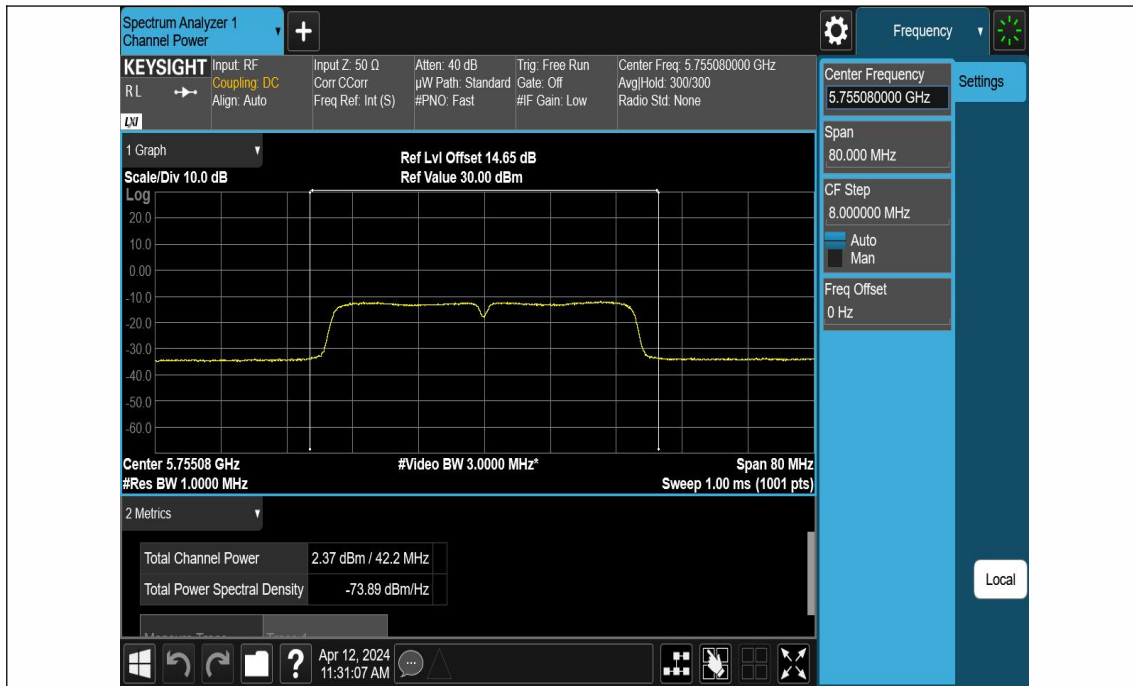 Spectrum Analyzer 1
Channel Power
Frequency
KEYSIGHT
RL
LXI
Input: RF
Coupling: DC
Align: Auto
Input Z: 50 Ω
Corr CCorr
Freq Ref: Int (S)
Atten: 40 dB
µW Path: Standard
#PNO: Fast
Trig: Free Run
Gate: Off
#IF Gain: Low
Center Freq: 5.755080000 GHz
Avg|Hold: 300/300
Radio Std: None
Center Frequency
5.755080000 GHz
Settings
Span
80.000 MHz
CF Step
8.000000 MHz
Auto
Man
Freq Offset
0 Hz
1 Graph
Scale/Div 10.0 dB
Ref Lvl Offset 14.65 dB
Ref Value 30.00 dBm
Log
20.0
10.0
0.00
-10.0
-20.0
-30.0
-40.0
-50.0
-60.0
Center 5.75508 GHz
#Video BW 3.0000 MHz*
Span 80 MHz
#Res BW 1.0000 MHz
Sweep 1.00 ms (1001 pts)
2 Metrics
Total Channel Power 2.37 dBm / 42.2 MHz
Total Power Spectral Density -73.89 dBm/Hz
Local
?
Apr 12, 2024
11:31:07 AM